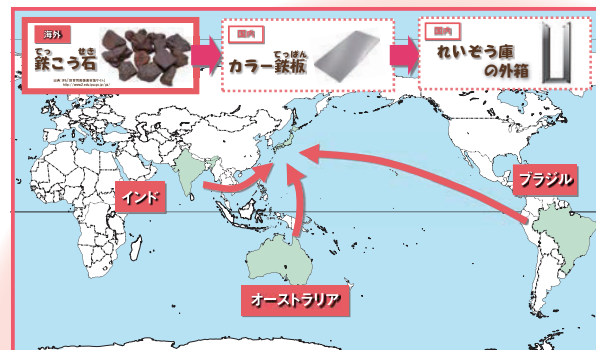 海外
てっ せき
鉄こう石
国内
てっぱん
カラー鉄板
国内
れいぞう庫
の外箱
インド
オーストラリア
ブラジル